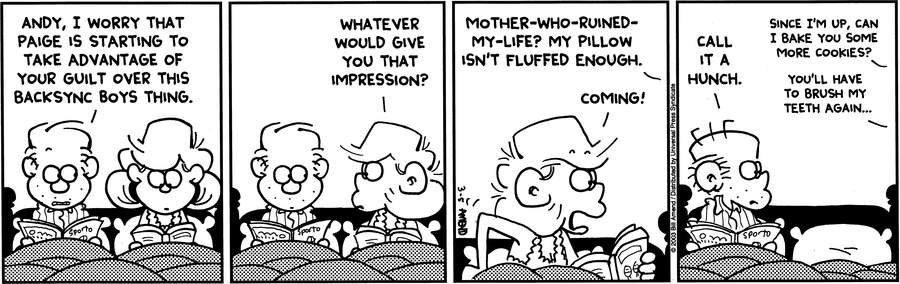 ANDY, I WORRY THAT
PAIGE IS STARTING TO
TAKE ADVANTAGE OF
YOUR GUILT OVER THIS
BACKSYNC BOYS THING.
SPORTO
WHATEVER
WOULD GIVE
YOU THAT
IMPRESSION?
SPORTO
MOTHER-WHO-RUINED-
MY-LIFE? MY PILLOW
ISN'T FLUFFED ENOUGH.
COMING!
3-5
AMEND
© 2003 Bill Amend / Distributed by Universal Press Syndicate
CALL
IT A
HUNCH.
SINCE I'M UP, CAN
I BAKE YOU SOME
MORE COOKIES?
YOU'LL HAVE
TO BRUSH MY
TEETH AGAIN...
SPORTO